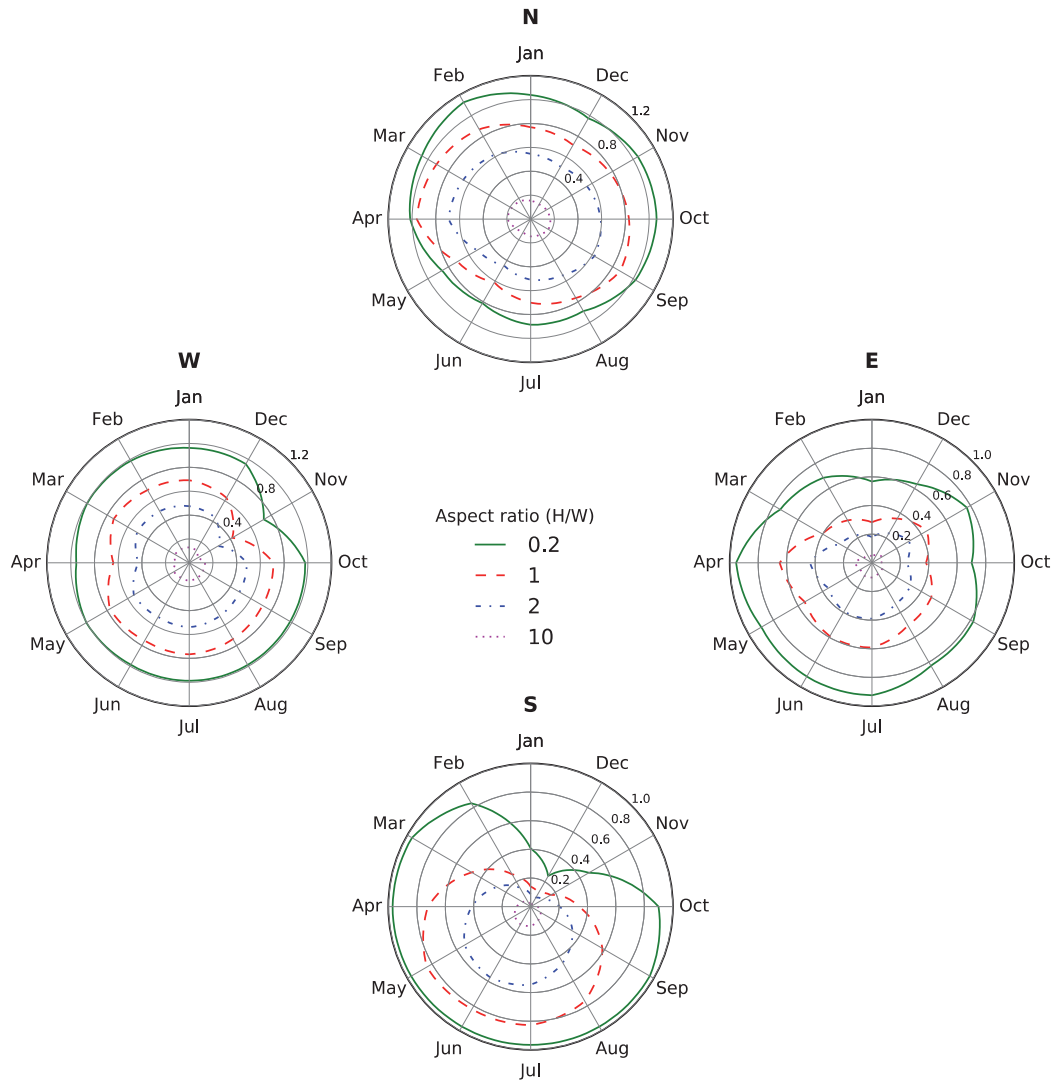 N
Jan
Feb Dec
1.2
Mar 0.8 Nov
0.4
Apr Oct
May Sep
Jun Aug
Jul
W
Jan
Feb Dec
1.2
Mar 0.8 Nov
0.4
Apr Oct
May Sep
Jun Aug
Jul
Aspect ratio (H/W)
0.2
1
2
10
E
Jan
Feb Dec
1.0
Mar 0.8 Nov
0.6
0.4
0.2
Apr Oct
May Sep
Jun Aug
Jul
S
Jan
Feb Dec
1.0
0.8
Mar 0.6 Nov
0.4
0.2
Apr Oct
May Sep
Jun Aug
Jul